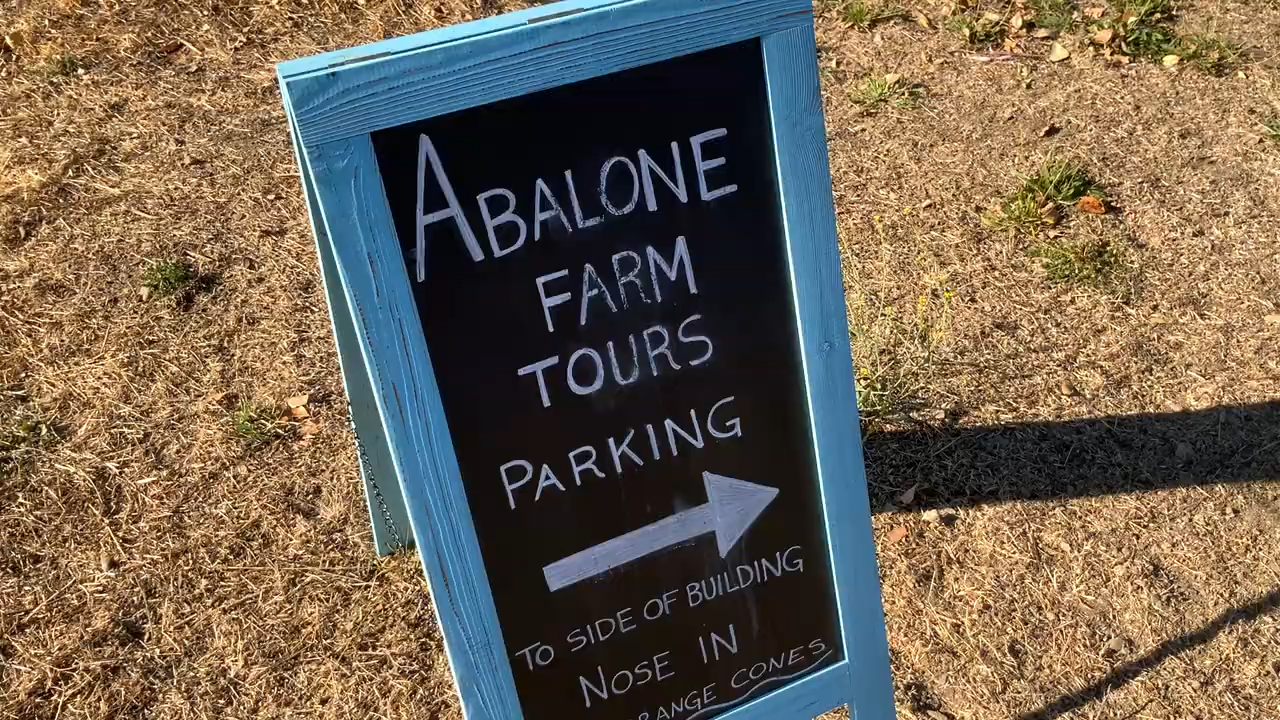 ABALONE
FARM
TOURS
PARKING
TO SIDE OF BUILDING
NOSE IN
CONES